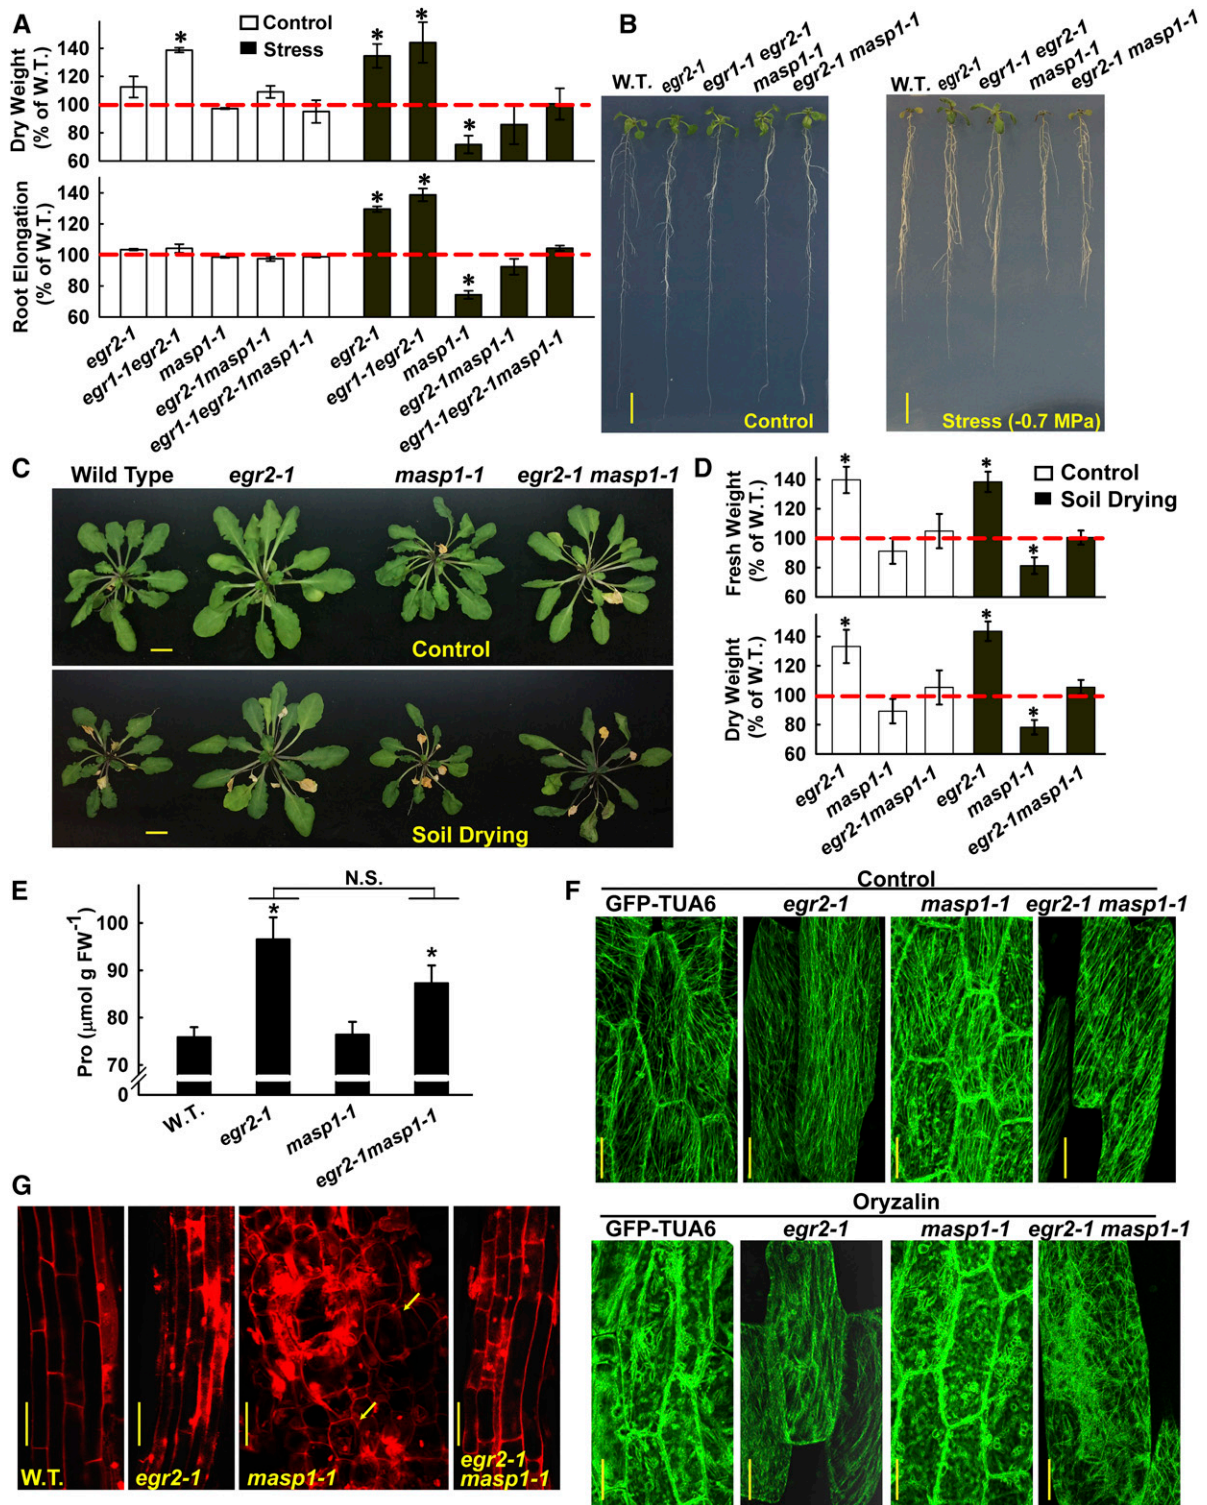 A
Control
Stress
Dry Weight
(% of W.T.)
140
120
100
80
60
Root Elongation
(% of W.T.)
140
120
100
80
60
* * * *
* * *
egr2-1
egr1-1egr2-1
masp1-1
egr2-1masp1-1
egr1-1egr2-1masp1-1
egr2-1
egr1-1egr2-1
masp1-1
egr2-1masp1-1
egr1-1egr2-1masp1-1
B
W.T.
egr2-1
egr1-1 egr2-1
masp1-1
egr2-1 masp1-1
Control
W.T.
egr2-1
egr1-1 egr2-1
masp1-1
egr2-1 masp1-1
Stress (-0.7 MPa)
C
Wild Type egr2-1 masp1-1 egr2-1 masp1-1
Control
Soil Drying
D
Control
Soil Drying
Fresh Weight
(% of W.T.)
140
120
100
80
60
* * *
Dry Weight
(% of W.T.)
140
120
100
80
60
* * *
egr2-1
masp1-1
egr2-1masp1-1
egr2-1
masp1-1
egr2-1masp1-1
E
N.S.
Pro (µmol g FW-1)
100
90
80
70
0
* *
W.T.
egr2-1
masp1-1
egr2-1masp1-1
F
Control
GFP-TUA6 egr2-1 masp1-1 egr2-1 masp1-1
Oryzalin
GFP-TUA6 egr2-1 masp1-1 egr2-1 masp1-1
G
W.T.
egr2-1
masp1-1
egr2-1
masp1-1